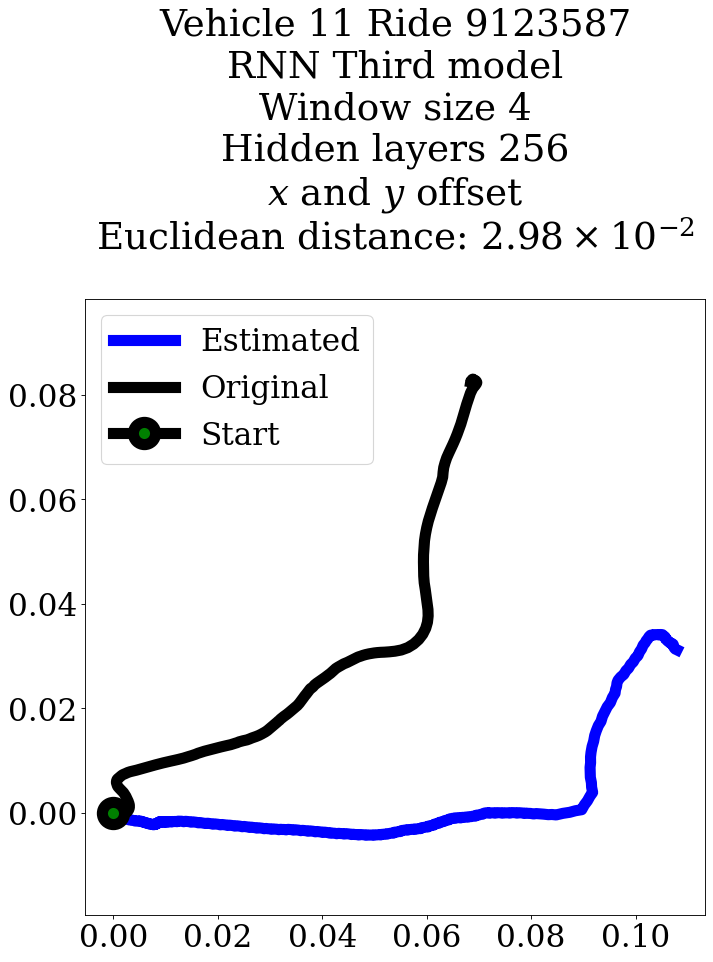 Vehicle 11 Ride 9123587
RNN Third model
Window size 4
Hidden layers 256
x and y offset
Euclidean distance: 2.98 × 10⁻²
Estimated
Original
Start
0.08
0.06
0.04
0.02
0.00
0.00 0.02 0.04 0.06 0.08 0.10